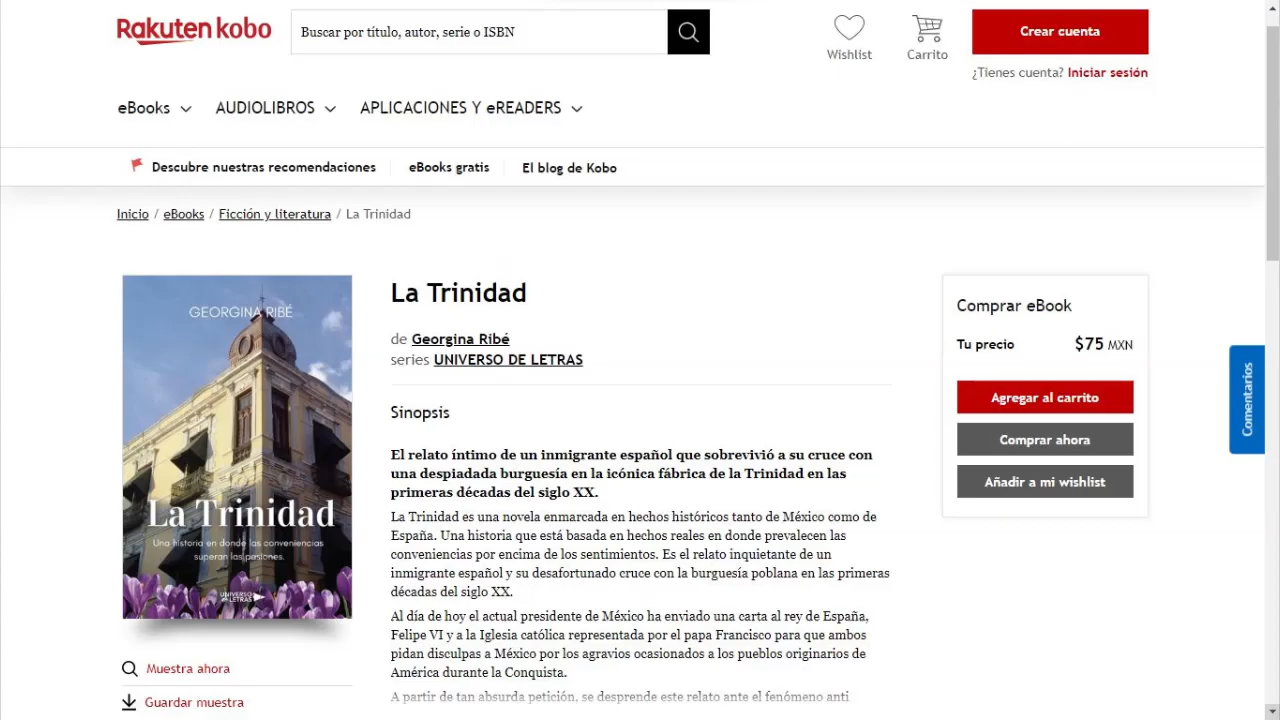 Rakuten kobo
Buscar por título, autor, serie o ISBN
Wishlist
Carrito
Crear cuenta
¿Tienes cuenta? Iniciar sesión
eBooks
AUDIOLIBROS
APLICACIONES Y eREADERS
Descubre nuestras recomendaciones
eBooks gratis
El blog de Kobo
Inicio / eBooks / Ficción y literatura / La Trinidad
GEORGINA RIBÉ
La Trinidad
Una historia en donde las conveniencias
superan las pasiones.
UNIVERSO
DE LETRAS
Muestra ahora
Guardar muestra
La Trinidad
de Georgina Ribé
series UNIVERSO DE LETRAS
Sinopsis
El relato íntimo de un inmigrante español que sobrevivió a su cruce con
una despiadada burguesía en la icónica fábrica de la Trinidad en las
primeras décadas del siglo XX.
La Trinidad es una novela enmarcada en hechos históricos tanto de México como de
España. Una historia que está basada en hechos reales en donde prevalecen las
conveniencias por encima de los sentimientos. Es el relato inquietante de un
inmigrante español y su desafortunado cruce con la burguesía poblana en las primeras
décadas del siglo XX.
Al día de hoy el actual presidente de México ha enviado una carta al rey de España,
Felipe VI y a la Iglesia católica representada por el papa Francisco para que ambos
pidan disculpas a México por los agravios ocasionados a los pueblos originarios de
América durante la Conquista.
A partir de tan absurda petición, se desprende este relato ante el fenómeno anti
Comprar eBook
Tu precio
$75 MXN
Agregar al carrito
Comprar ahora
Añadir a mi wishlist
Comentarios